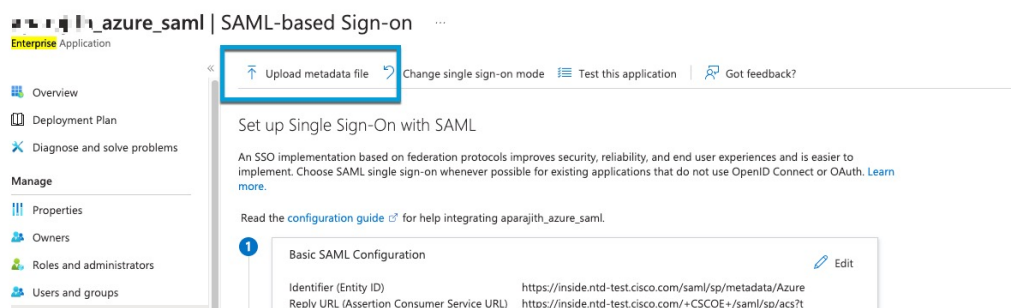 _azure_saml | SAML-based Sign-on ...
Enterprise Application
«
Upload metadata file Change single sign-on mode Test this application Got feedback?
Overview
Deployment Plan
Diagnose and solve problems
Manage
Properties
Owners
Roles and administrators
Users and groups
Set up Single Sign-On with SAML
An SSO implementation based on federation protocols improves security, reliability, and end user experiences and is easier to
implement. Choose SAML single sign-on whenever possible for existing applications that do not use OpenID Connect or OAuth. Learn
more.
Read the configuration guide for help integrating aparajith_azure_saml.
1
Basic SAML Configuration
Edit
Identifier (Entity ID) https://inside.ntd-test.cisco.com/saml/sp/metadata/Azure
Reply URL (Assertion Consumer Service URL) https://inside.ntd-test.cisco.com/+CSCOE+/saml/sp/acs?t